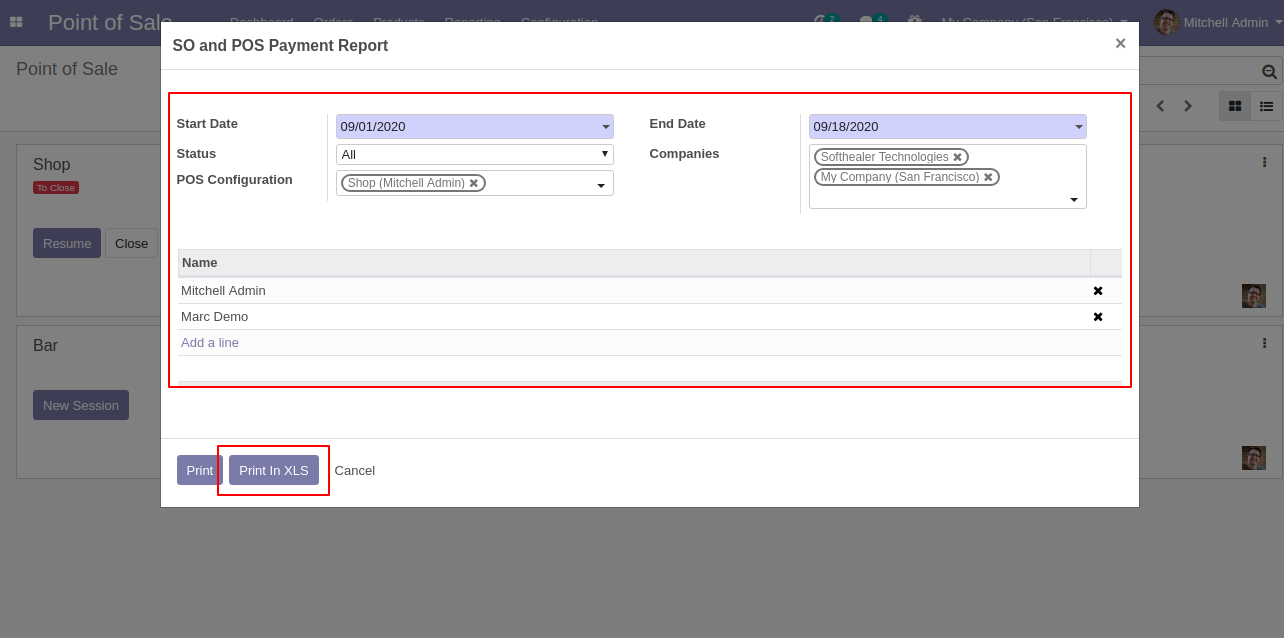 Point of Sale Dashboard Orders Products Reporting Configuration 2 4 My Company (San Francisco) Mitchell Admin
SO and POS Payment Report ×
Point of Sale
Start Date 09/01/2020 End Date 09/18/2020
Status All Companies Softhealer Technologies
My Company (San Francisco)
POS Configuration Shop (Mitchell Admin)
Shop
To Close
Resume Close
Name
Mitchell Admin
Marc Demo
Add a line
Bar
New Session
Print Print In XLS Cancel